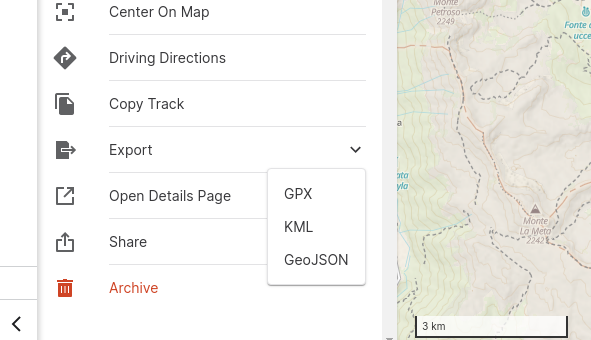 Center On Map
Driving Directions
Copy Track
Export
Open Details Page
Share
Archive
GPX
KML
GeoJSON
Monte
Petroso
2249
Fonte
Monte
La Meta
2242
3 km